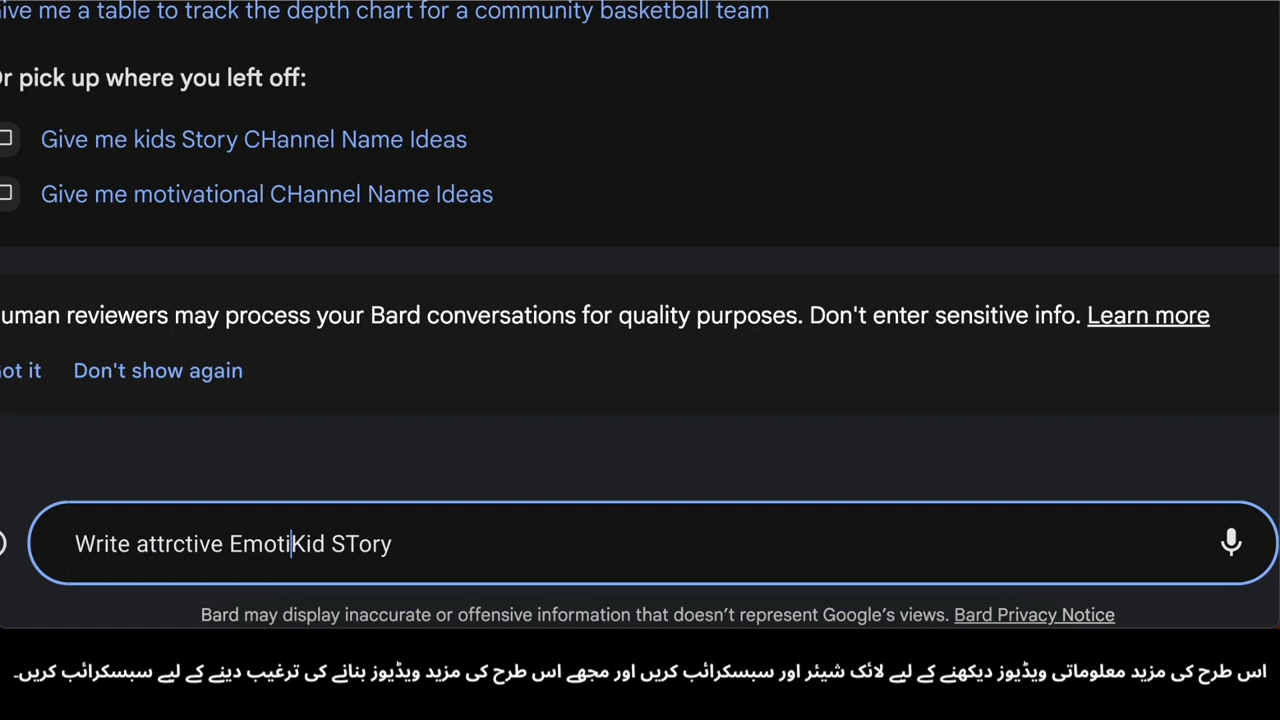 ive me a table to track the depth chart for a community basketball team
r pick up where you left off:
Give me kids Story CHannel Name Ideas
Give me motivational CHannel Name Ideas
uman reviewers may process your Bard conversations for quality purposes. Don't enter sensitive info. Learn more
ot it Don't show again
Write attrctive EmotiKid STory
Bard may display inaccurate or offensive information that doesn't represent Google's views. Bard Privacy Notice
اس طرح کی مزید معلوماتی ویڈیوز دیکھنے کے لیے لائک شیئر اور سبسکرائب کریں اور مجھے اس طرح کی مزید ویڈیوز بنانے کی ترغیب دینے کے لیے سبسکرائب کریں۔